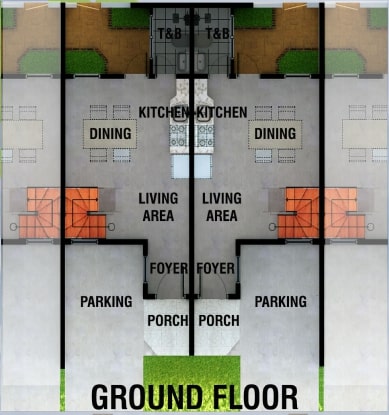 T&B T&B
KITCHEN KITCHEN
DINING DINING
LIVING AREA LIVING AREA
FOYER FOYER
PARKING PARKING
PORCH PORCH
GROUND FLOOR